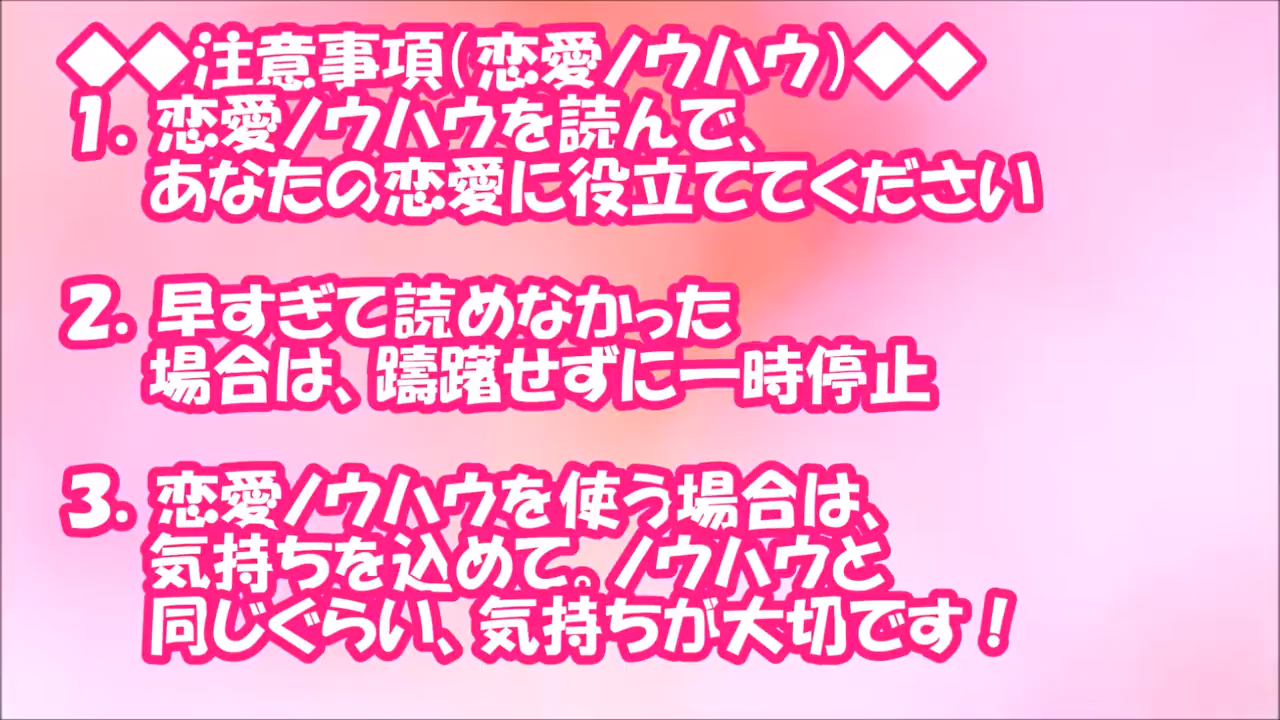 ◆◆注意事項(恋愛ノウハウ)◆◆
1. 恋愛ノウハウを読んで、
あなたの恋愛に役立ててください
2. 早すぎて読めなかった
場合は、躊躇せずに一時停止
3. 恋愛ノウハウを使う場合は、
気持ちを込めて。ノウハウと
同じぐらい、気持ちが大切です！